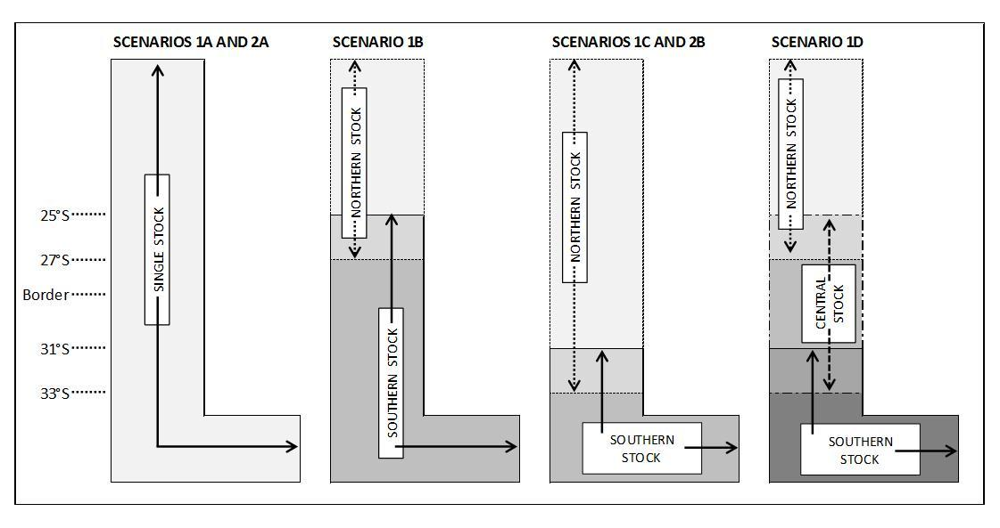 SCENARIOS 1A AND 2A
SCENARIO 1B
SCENARIOS 1C AND 2B
SCENARIO 1D
25°S
27°S
Border
31°S
33°S
SINGLE STOCK
NORTHERN STOCK
SOUTHERN STOCK
NORTHERN STOCK
SOUTHERN
STOCK
NORTHERN STOCK
CENTRAL
STOCK
SOUTHERN
STOCK